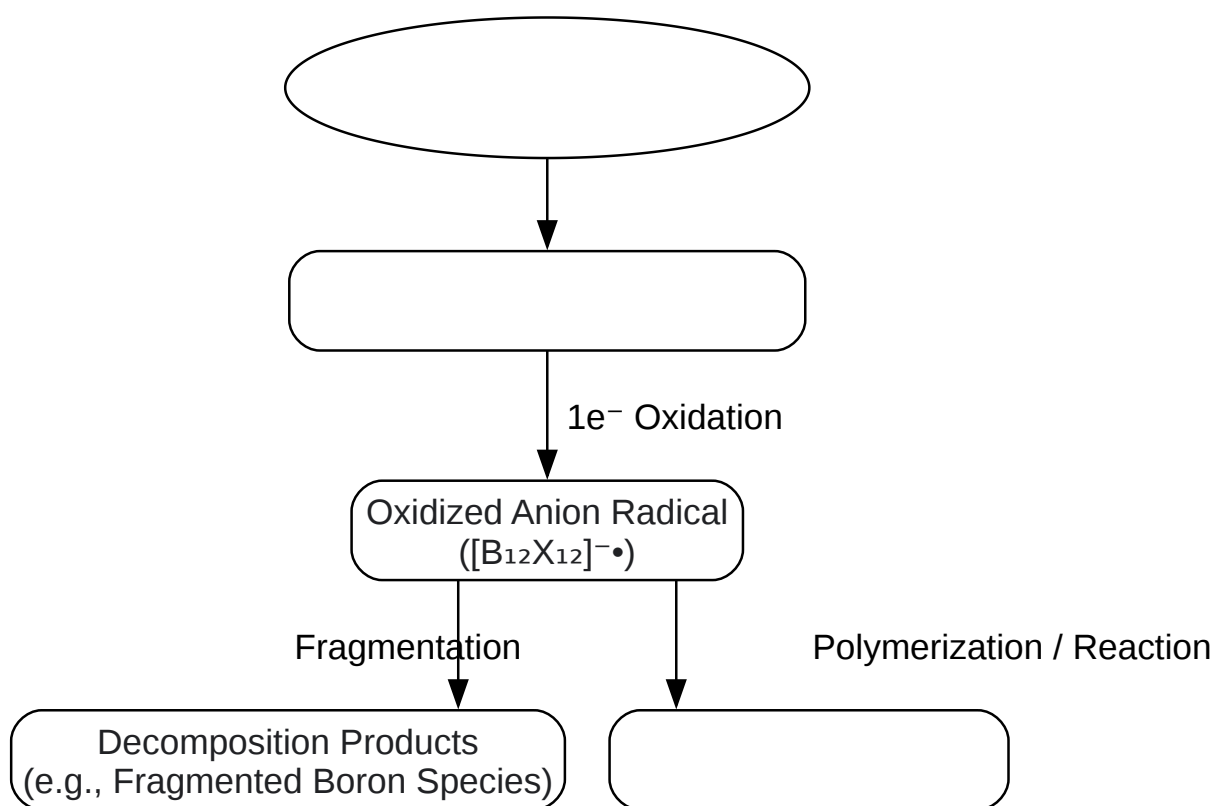 1e⁻ Oxidation
Oxidized Anion Radical
([B₁₂X₁₂]⁻•)
Fragmentation
Polymerization / Reaction
Decomposition Products
(e.g., Fragmented Boron Species)